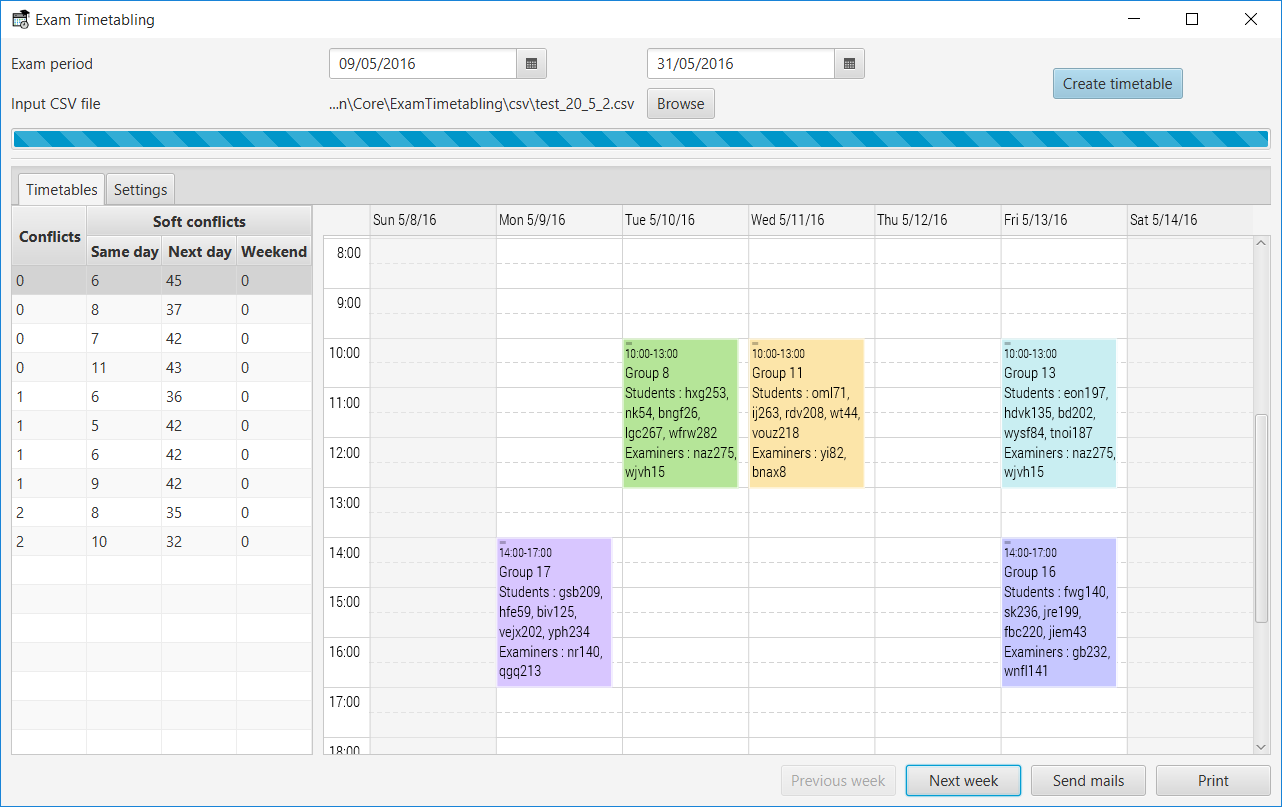 Exam Timetabling
Exam period
09/05/2016
31/05/2016
Create timetable
Input CSV file
...n\Core\ExamTimetabling\csv\test_20_5_2.csv
Browse
Timetables
Settings
Conflicts
Soft conflicts
Same day
Next day
Weekend
0 6 45 0
0 8 37 0
0 7 42 0
0 11 43 0
1 6 36 0
1 5 42 0
1 6 42 0
1 9 42 0
2 8 35 0
2 10 32 0
Sun 5/8/16
Mon 5/9/16
Tue 5/10/16
Wed 5/11/16
Thu 5/12/16
Fri 5/13/16
Sat 5/14/16
8:00
9:00
10:00
11:00
12:00
13:00
14:00
15:00
16:00
17:00
18:00
14:00-17:00
Group 17
Students : gsb209,
hfe59, biv125,
vejx202, yph234
Examiners : nr140,
qgq213
10:00-13:00
Group 8
Students : hxg253,
nk54, bngf26,
lgc267, wfrw282
Examiners : naz275,
wjvh15
10:00-13:00
Group 11
Students : oml71,
ij263, rdv208, wt44,
vouz218
Examiners : yi82,
bnax8
10:00-13:00
Group 13
Students : eon197,
hdvk135, bd202,
wysf84, tnoi187
Examiners : naz275,
wjvh15
14:00-17:00
Group 16
Students : fwg140,
sk236, jre199,
fbc220, jiem43
Examiners : gb232,
wnfl141
Previous week
Next week
Send mails
Print